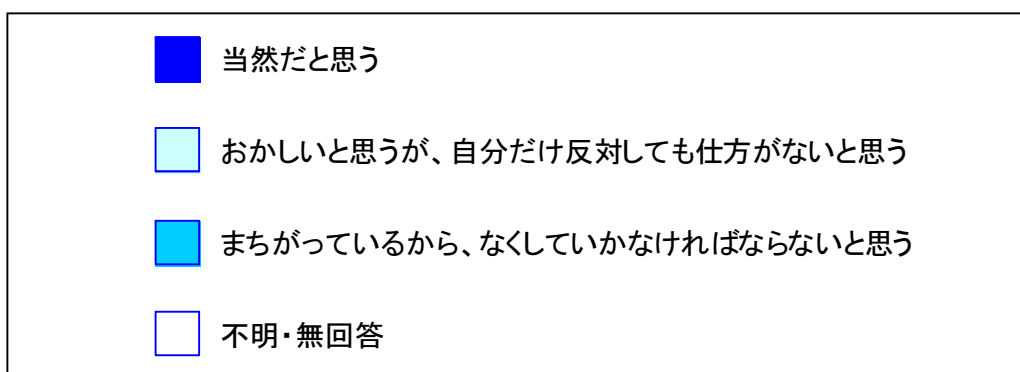 当然だと思う
おかしいと思うが、自分だけ反対しても仕方がないと思う
まちがっているから、なくしていかなければならないと思う
不明・無回答